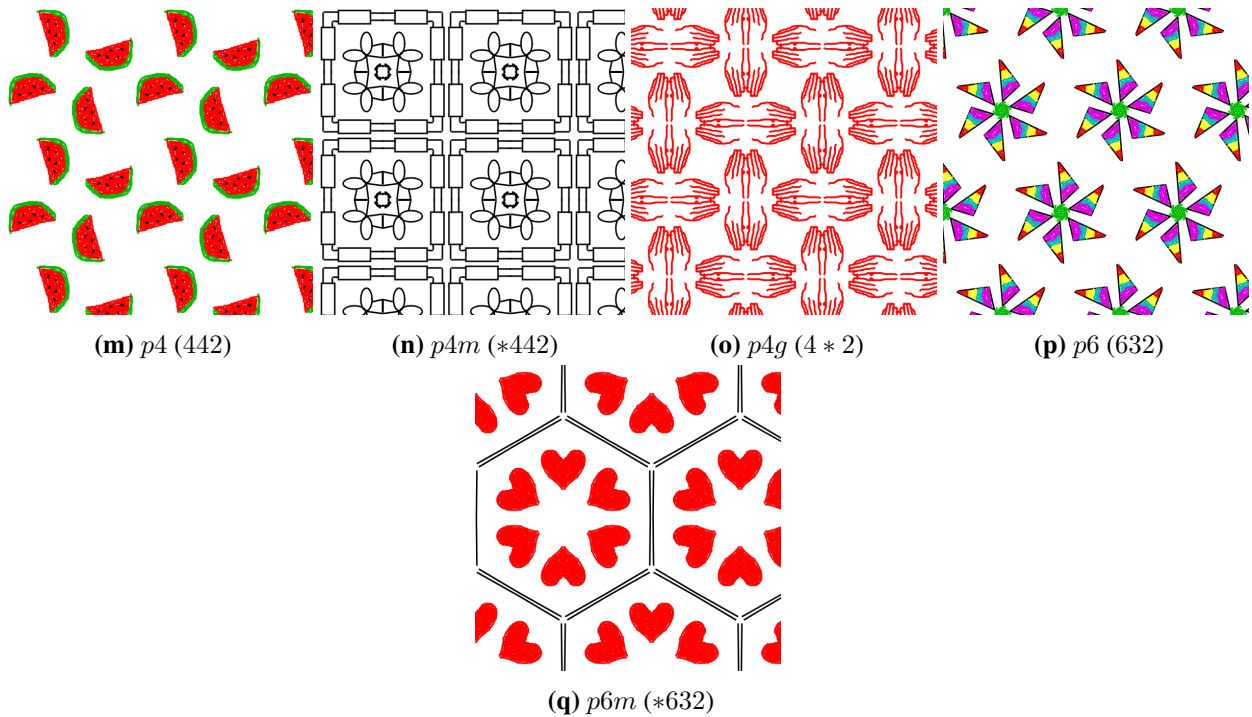 (m) p4 (442)
(n) p4m (∗442)
(o) p4g (4 ∗ 2)
(p) p6 (632)
(q) p6m (∗632)